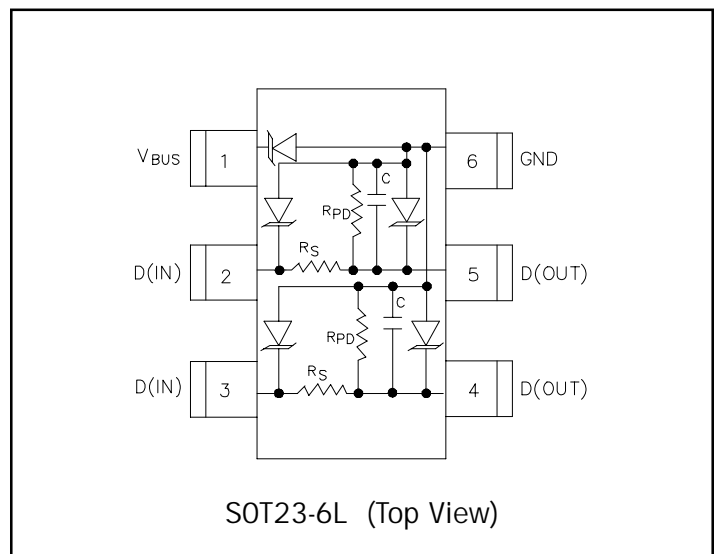 VBUS 1 6 GND
C
RPD
RS
D(IN) 2 5 D(OUT)
C
RPD
RS
D(IN) 3 4 D(OUT)
SOT23-6L (Top View)